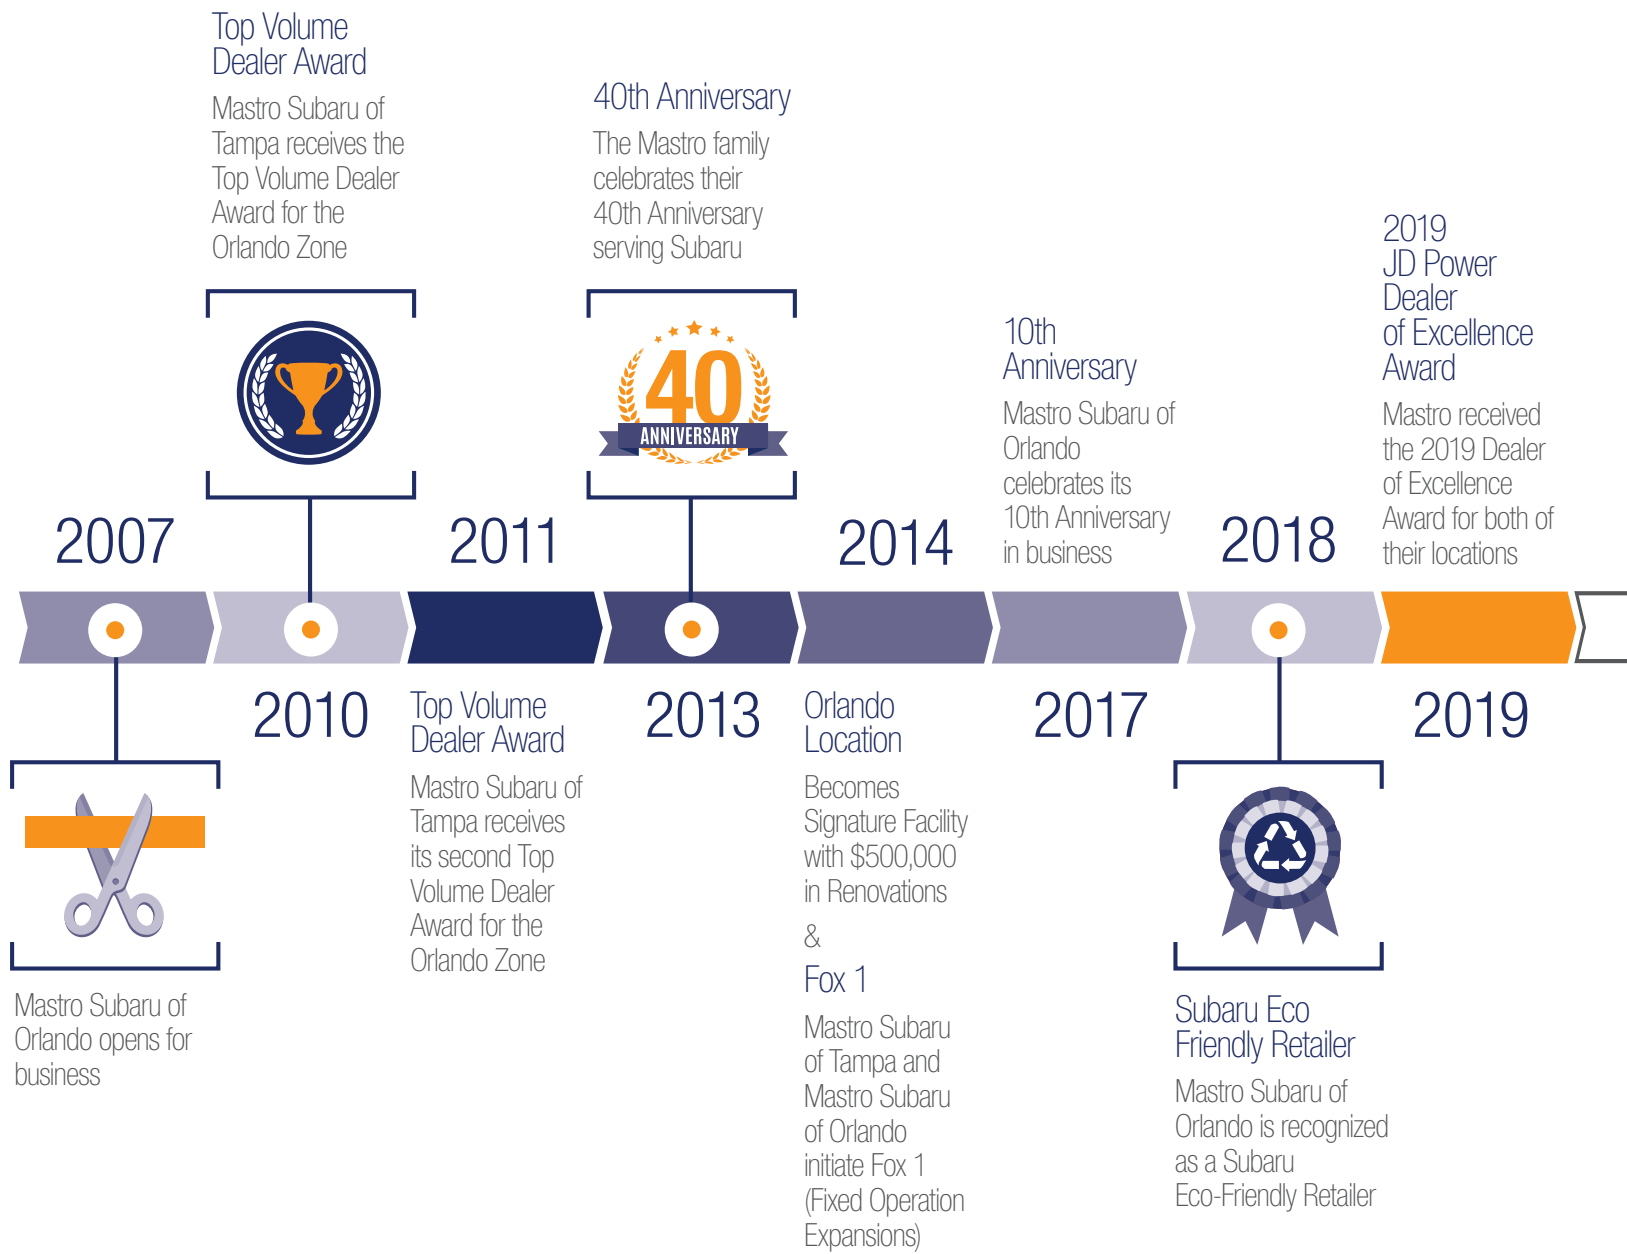 2007
Mastro Subaru of
Orlando opens for
business
Top Volume
Dealer Award
Mastro Subaru of
Tampa receives the
Top Volume Dealer
Award for the
Orlando Zone
2010
2011
Top Volume
Dealer Award
Mastro Subaru of
Tampa receives
its second Top
Volume Dealer
Award for the
Orlando Zone
40th Anniversary
The Mastro family
celebrates their
40th Anniversary
serving Subaru
40
ANNIVERSARY
2013
2014
Orlando
Location
Becomes
Signature Facility
with $500,000
in Renovations
&
Fox 1
Mastro Subaru
of Tampa and
Mastro Subaru
of Orlando
initiate Fox 1
(Fixed Operation
Expansions)
10th
Anniversary
Mastro Subaru of
Orlando
celebrates its
10th Anniversary
in business
2017
2018
Subaru Eco
Friendly Retailer
Mastro Subaru of
Orlando is recognized
as a Subaru
Eco-Friendly Retailer
2019
JD Power
Dealer
of Excellence
Award
Mastro received
the 2019 Dealer
of Excellence
Award for both of
their locations
2019